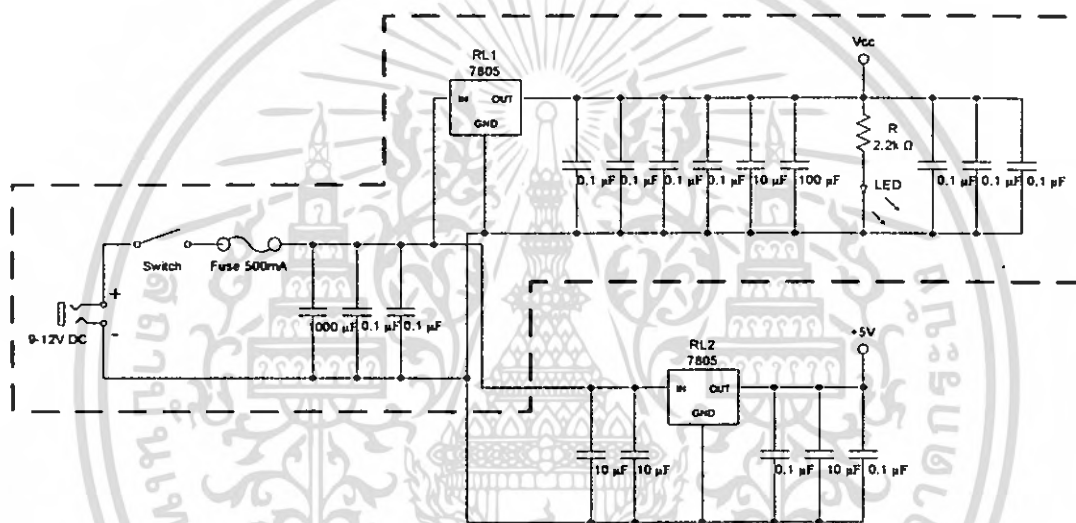 RL1
7805
IN OUT
GND
Vcc
R
2.2k Ω
LED
0.1 µF 0.1 µF 0.1 µF 0.1 µF 10 µF 100 µF
0.1 µF 0.1 µF 0.1 µF
Switch
Fuse 500mA
+
-
9-12V DC
1000 µF 0.1 µF 0.1 µF
RL2
7805
IN OUT
GND
+5V
10 µF 10 µF
0.1 µF 10 µF 0.1 µF